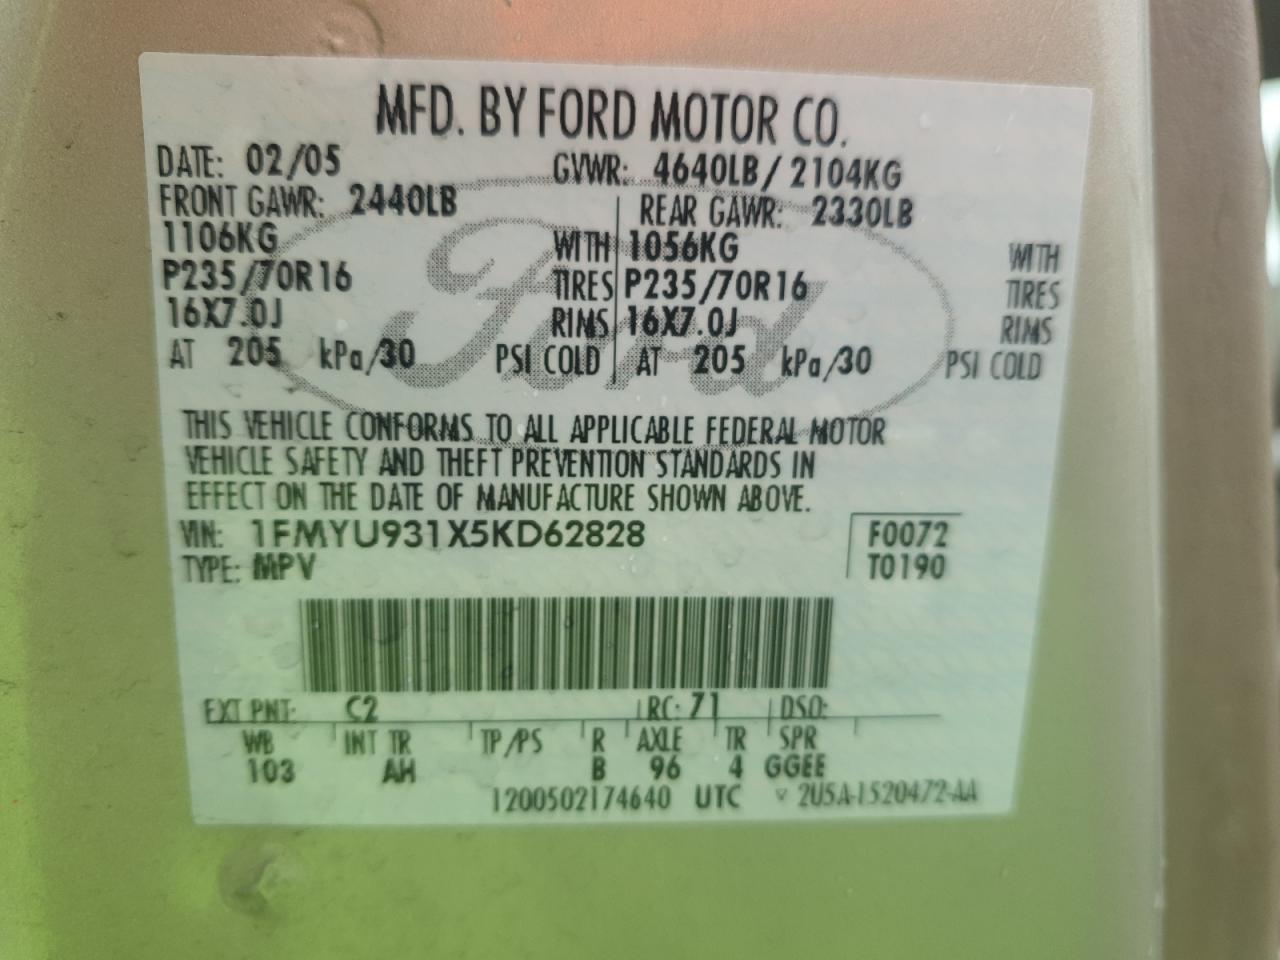 MFD. BY FORD MOTOR CO.
DATE: 02/05 GVWR: 4640LB/2104KG
FRONT GAWR: 2440LB REAR GAWR: 2330LB
1106KG WITH 1056KG WITH
P235/70R16 TIRES P235/70R16 TIRES
16X7.0J RIMS 16X7.0J RIMS
AT 205 kPa/30 PSI COLD AT 205 kPa/30 PSI COLD
Ford
THIS VEHICLE CONFORMS TO ALL APPLICABLE FEDERAL MOTOR
VEHICLE SAFETY AND THEFT PREVENTION STANDARDS IN
EFFECT ON THE DATE OF MANUFACTURE SHOWN ABOVE.
VIN: 1FMYU931X5KD62828 F0072
TYPE: MPV T0190
EXT PNT: C2 RC: 71 DSO:
WB INT TR TP/PS R AXLE TR SPR
103 AH B 96 4 GGEE
1200502174640 UTC 2U5A-1520472-AA